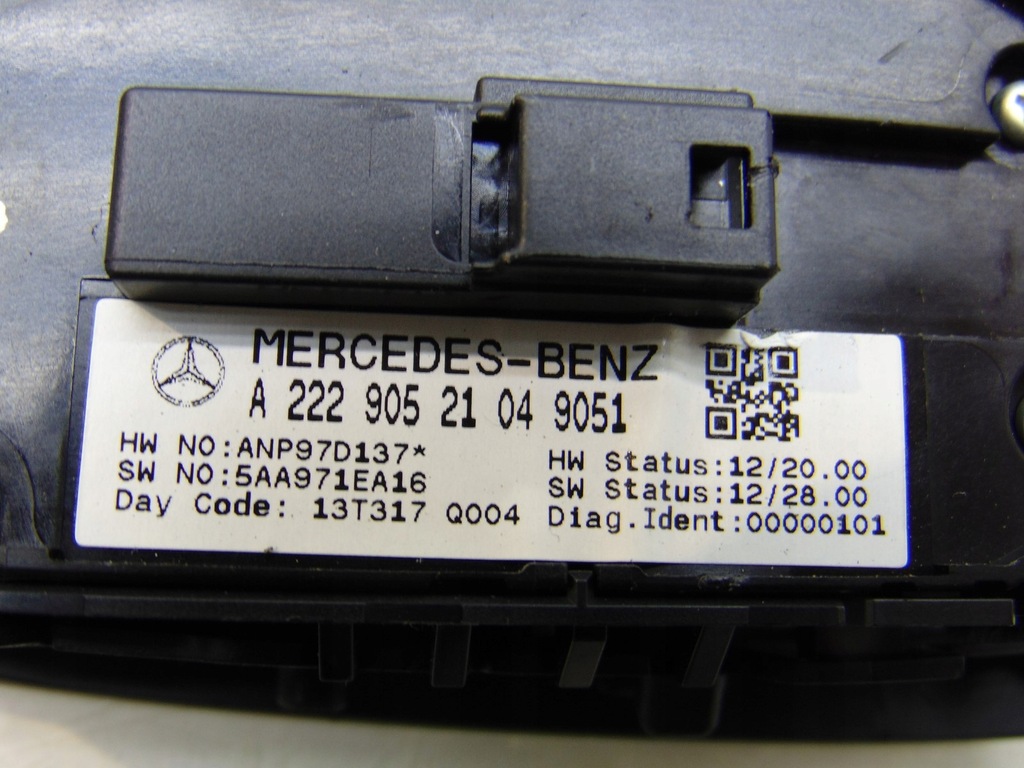 MERCEDES-BENZ
A 222 905 21 04 9051
HW NO:ANP97D137*
SW NO:5AA971EA16
Day Code: 13T317 Q004
HW Status:12/20.00
SW Status:12/28.00
Diag.Ident:00000101